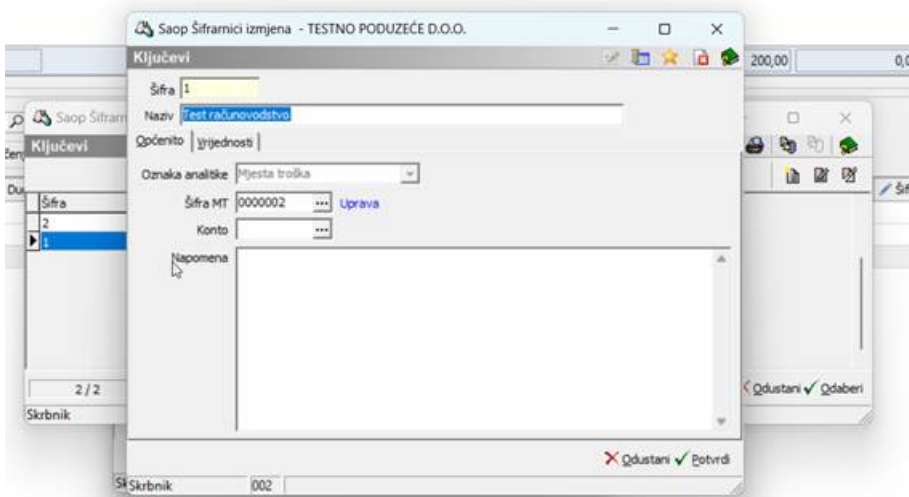 Saop Šifrarnici izmjena - TESTNO PODUZEĆE D.O.O.
Ključevi
Šifra 1
Naziv Test računovodstvo
Općenito Vrijednosti
Oznaka analitike Mjesta troška
Šifra MT 0000002 ... Uprava
Konto ...
Napomena
Odustani Potvrdi
Skrbnik 002
200,00
Saop Šifrarn
Ključevi
Šifra
2
1
2 / 2
Odustani Odaberi
Skrbnik